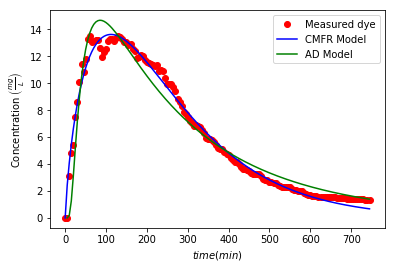 Concentration (mg/L)
14
12
10
8
6
4
2
0
Measured dye
CMFR Model
AD Model
0 100 200 300 400 500 600 700
time(min)